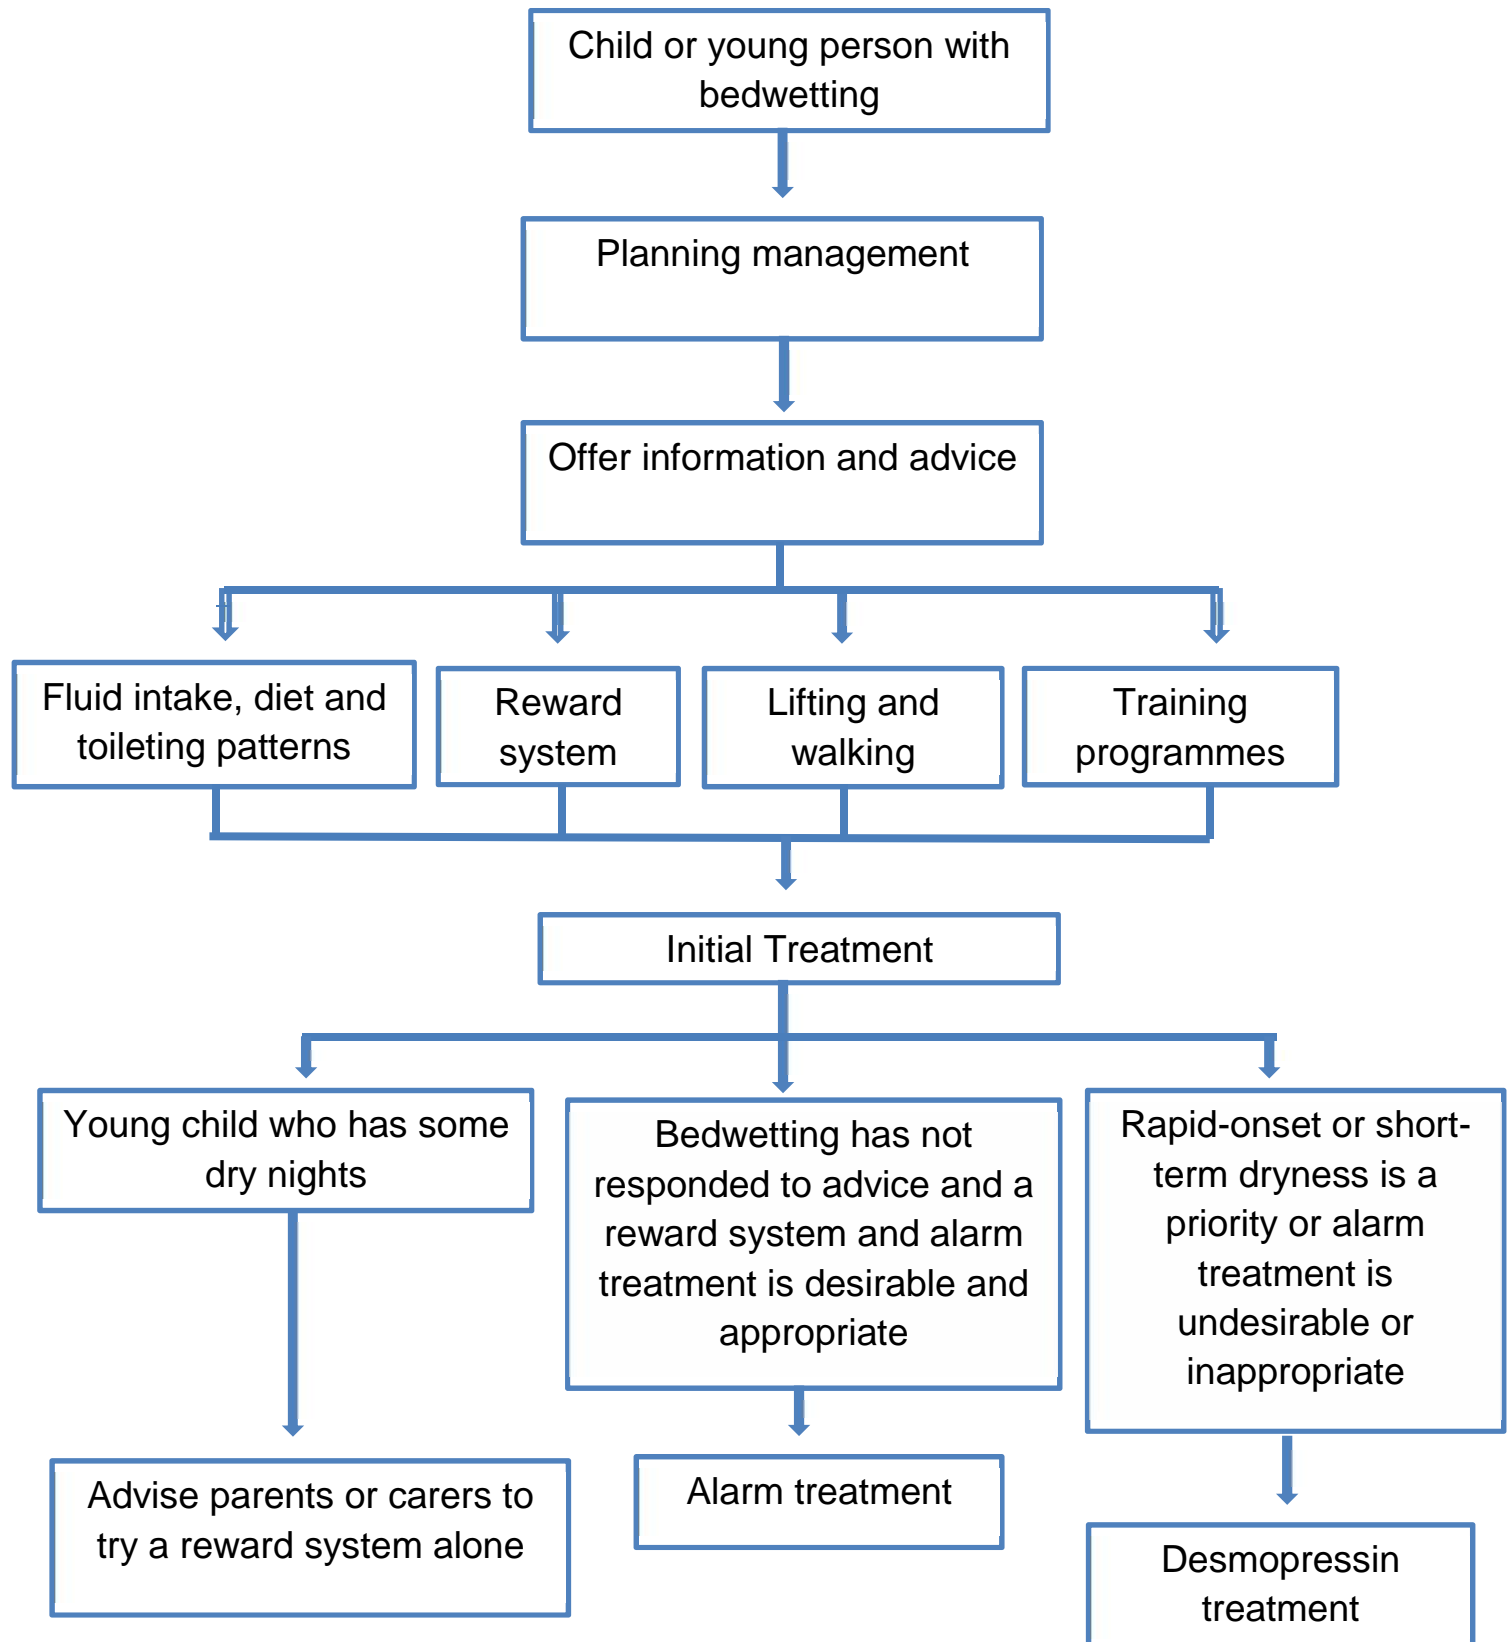 Child or young person with
bedwetting
Planning management
Offer information and advice
Fluid intake, diet and
toileting patterns
Reward
system
Lifting and
walking
Training
programmes
Initial Treatment
Young child who has some
dry nights
Bedwetting has not
responded to advice and a
reward system and alarm
treatment is desirable and
appropriate
Rapid-onset or short-
term dryness is a
priority or alarm
treatment is
undesirable or
inappropriate
Advise parents or carers to
try a reward system alone
Alarm treatment
Desmopressin
treatment